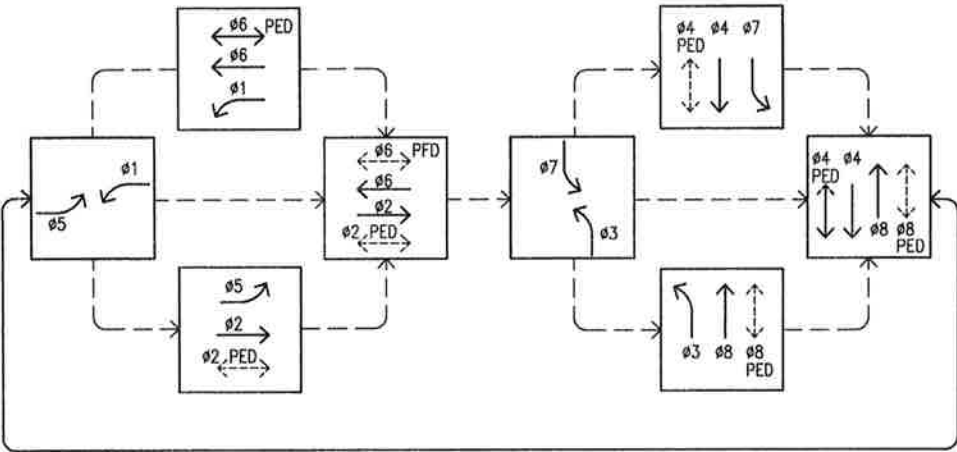 ø6 PED
ø6
ø1
ø4 ø4 ø7
PED
ø1
ø5
ø6 PFD
ø6
ø2
ø2 PED
ø7
ø3
ø4 ø4
PED
ø8 ø8
PED
ø5
ø2
ø2 PED
ø3 ø8 ø8
PED